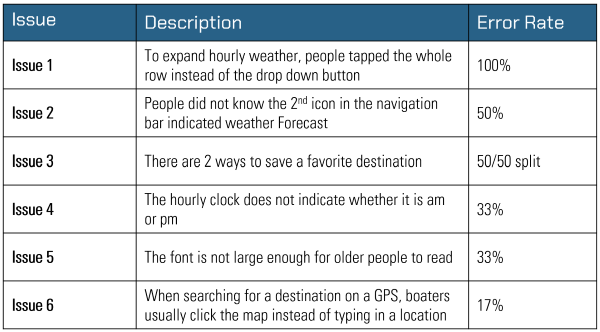 Issue Description Error Rate
Issue 1 To expand hourly weather, people tapped the whole 100%
row instead of the drop down button
Issue 2 People did not know the 2nd icon in the navigation 50%
bar indicated weather Forecast
Issue 3 There are 2 ways to save a favorite destination 50/50 split
Issue 4 The hourly clock does not indicate whether it is am 33%
or pm
Issue 5 The font is not large enough for older people to read 33%
Issue 6 When searching for a destination on a GPS, boaters 17%
usually click the map instead of typing in a location